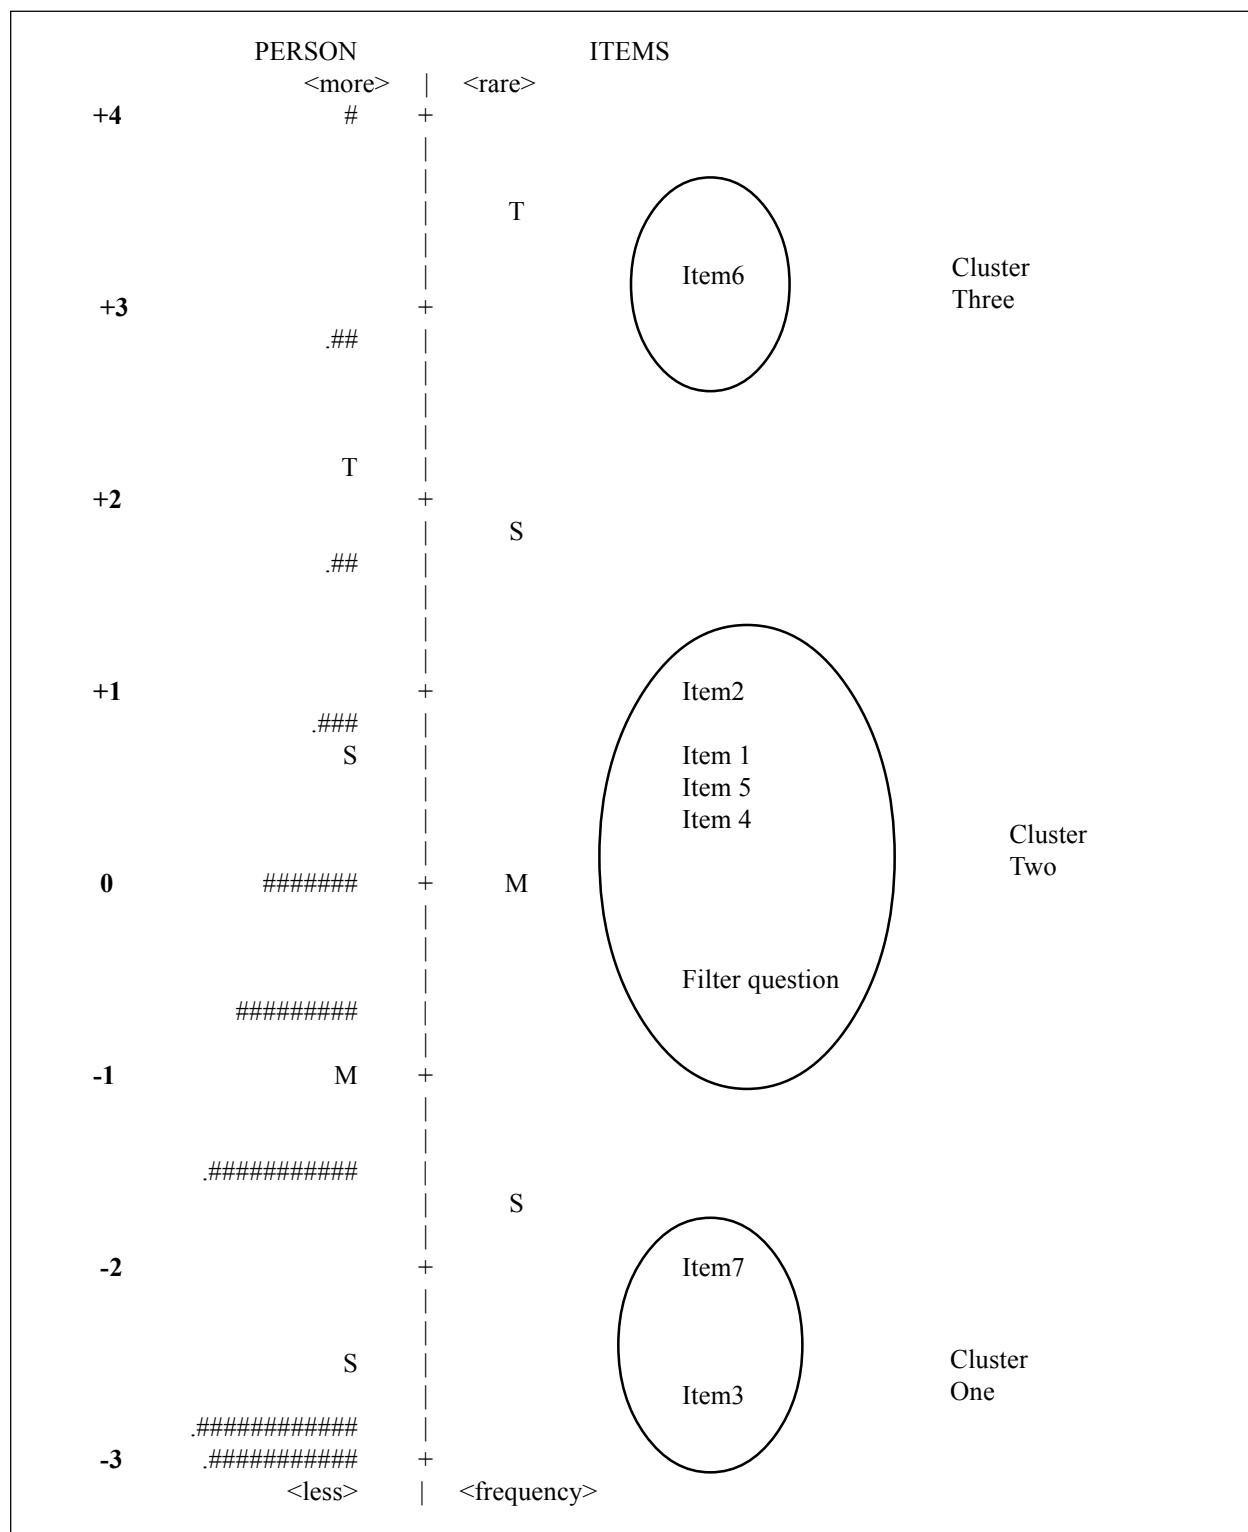 PERSON ITEMS
<more> | <rare>
+4 # +
|
|
| T
|
| Item6 Cluster
+3 + Three
.## |
|
|
|
T |
+2 +
| S
.## |
|
|
+1 + Item2
.### |
S | Item 1
| Item 5
| Item 4 Cluster
| Two
0 ####### + M
|
|
| Filter question
######### |
|
-1 M +
|
|
.########### |
| S
|
-2 + Item7
|
|
S | Cluster
| Item3 One
.############ |
-3 .########### +
<less> | <frequency>